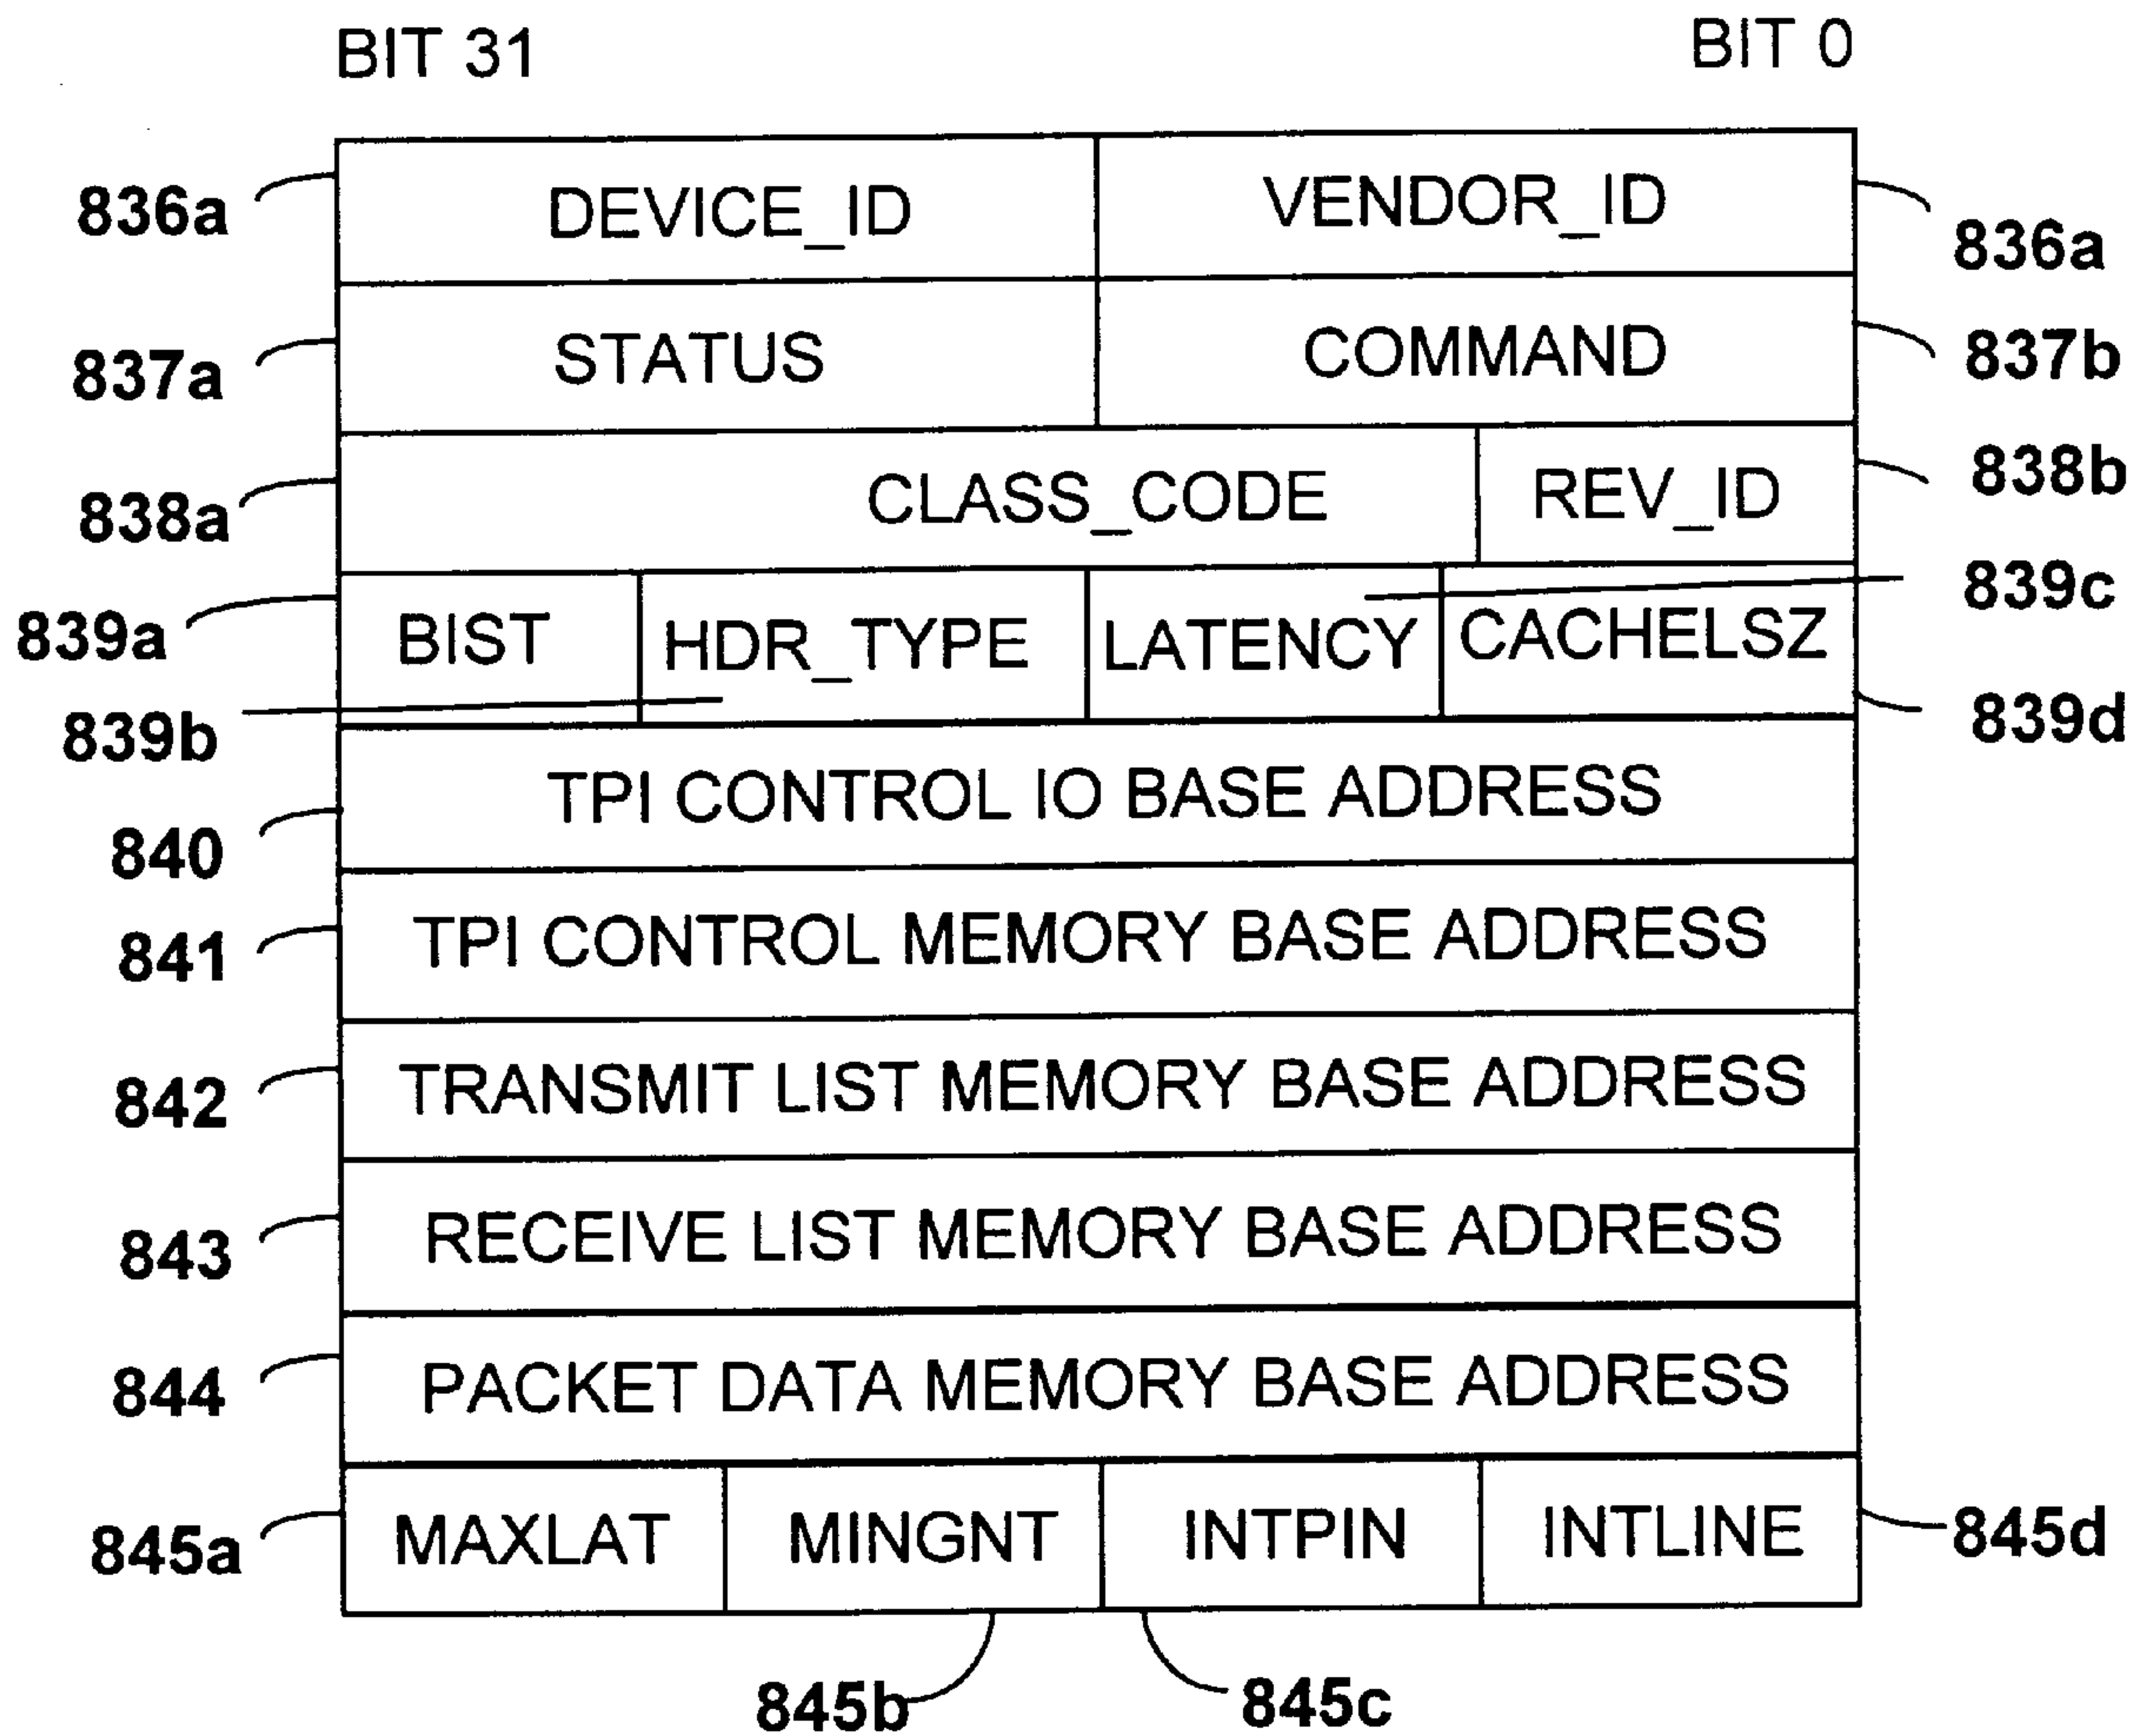 BIT 31 BIT 0
836a DEVICE_ID VENDOR_ID 836a
837a STATUS COMMAND 837b
838a CLASS_CODE REV_ID 838b
839a BIST HDR_TYPE LATENCY CACHELSZ 839c
839b 839d
TPI CONTROL IO BASE ADDRESS
840
841 TPI CONTROL MEMORY BASE ADDRESS
842 TRANSMIT LIST MEMORY BASE ADDRESS
843 RECEIVE LIST MEMORY BASE ADDRESS
844 PACKET DATA MEMORY BASE ADDRESS
845a MAXLAT MINGNT INTPIN INTLINE 845d
845b 845c